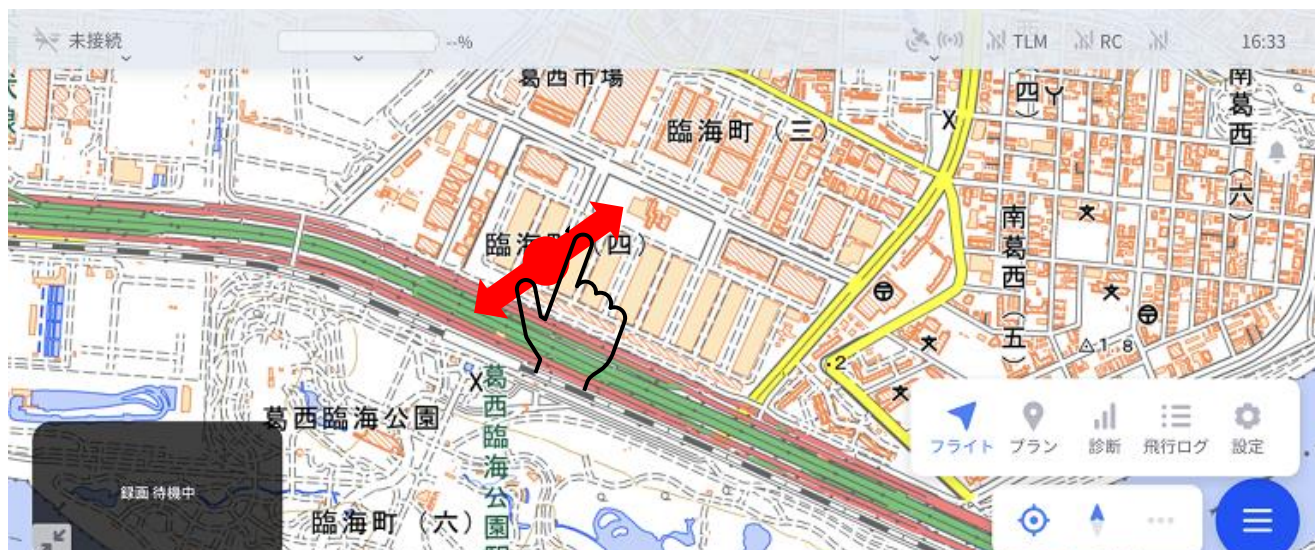 未接続
--%
TLM
RC
16:33
葛西市場
臨海町（三）
四）
南葛西（六）
南葛西（五）
1.8
・2
葛西臨海公園
葛西臨海公園駅
臨海町（六）
フライト
プラン
診断
飛行ログ
設定
録画 待機中